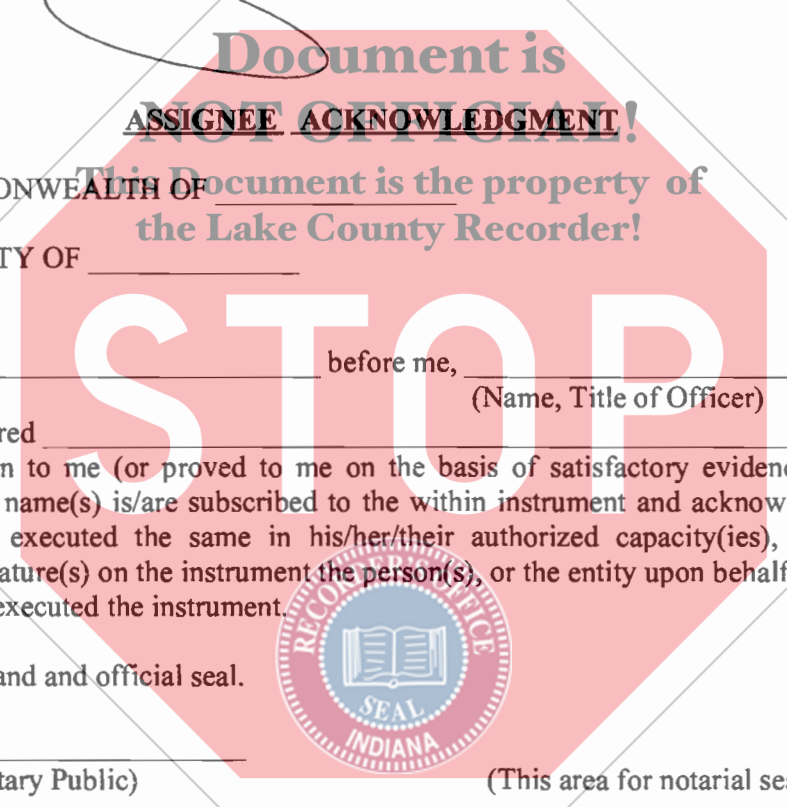 Document is
NOT OFFICIAL!
ASSIGNEE ACKNOWLEDGMENT
This Document is the property of
ONWEALTH OF
the Lake County Recorder!
TY OF
STOP
before me,
(Name, Title of Officer)
red
n to me (or proved to me on the basis of satisfactory eviden
name(s) is/are subscribed to the within instrument and acknow
executed the same in his/her/their authorized capacity(ies),
ature(s) on the instrument the person(s), or the entity upon behalf
executed the instrument.
RECORDER'S OFFICE
SEAL
INDIANA
and and official seal.
tary Public)
(This area for notarial sea